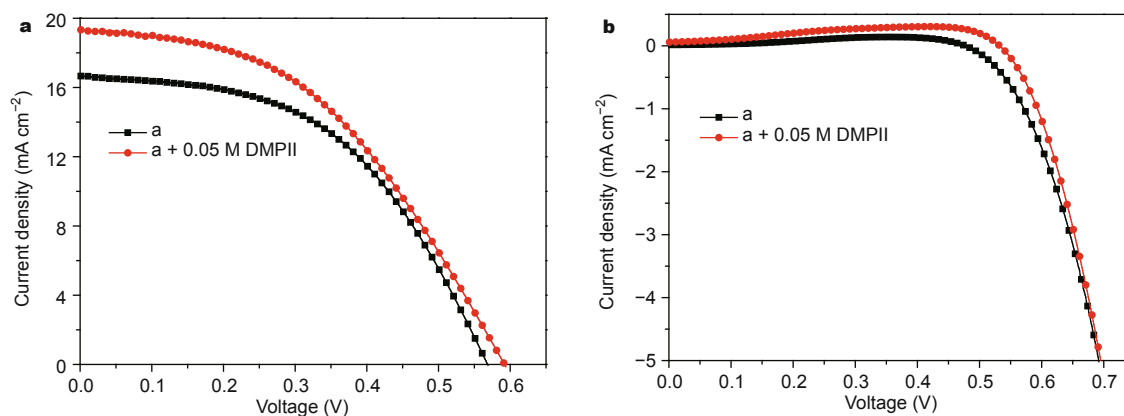 a
20
16
12
8
4
0
Current density (mA cm⁻²)
a
a + 0.05 M DMPII
0.0 0.1 0.2 0.3 0.4 0.5 0.6
Voltage (V)
b
0
−1
−2
−3
−4
−5
Current density (mA cm⁻²)
a
a + 0.05 M DMPII
0.0 0.1 0.2 0.3 0.4 0.5 0.6 0.7
Voltage (V)